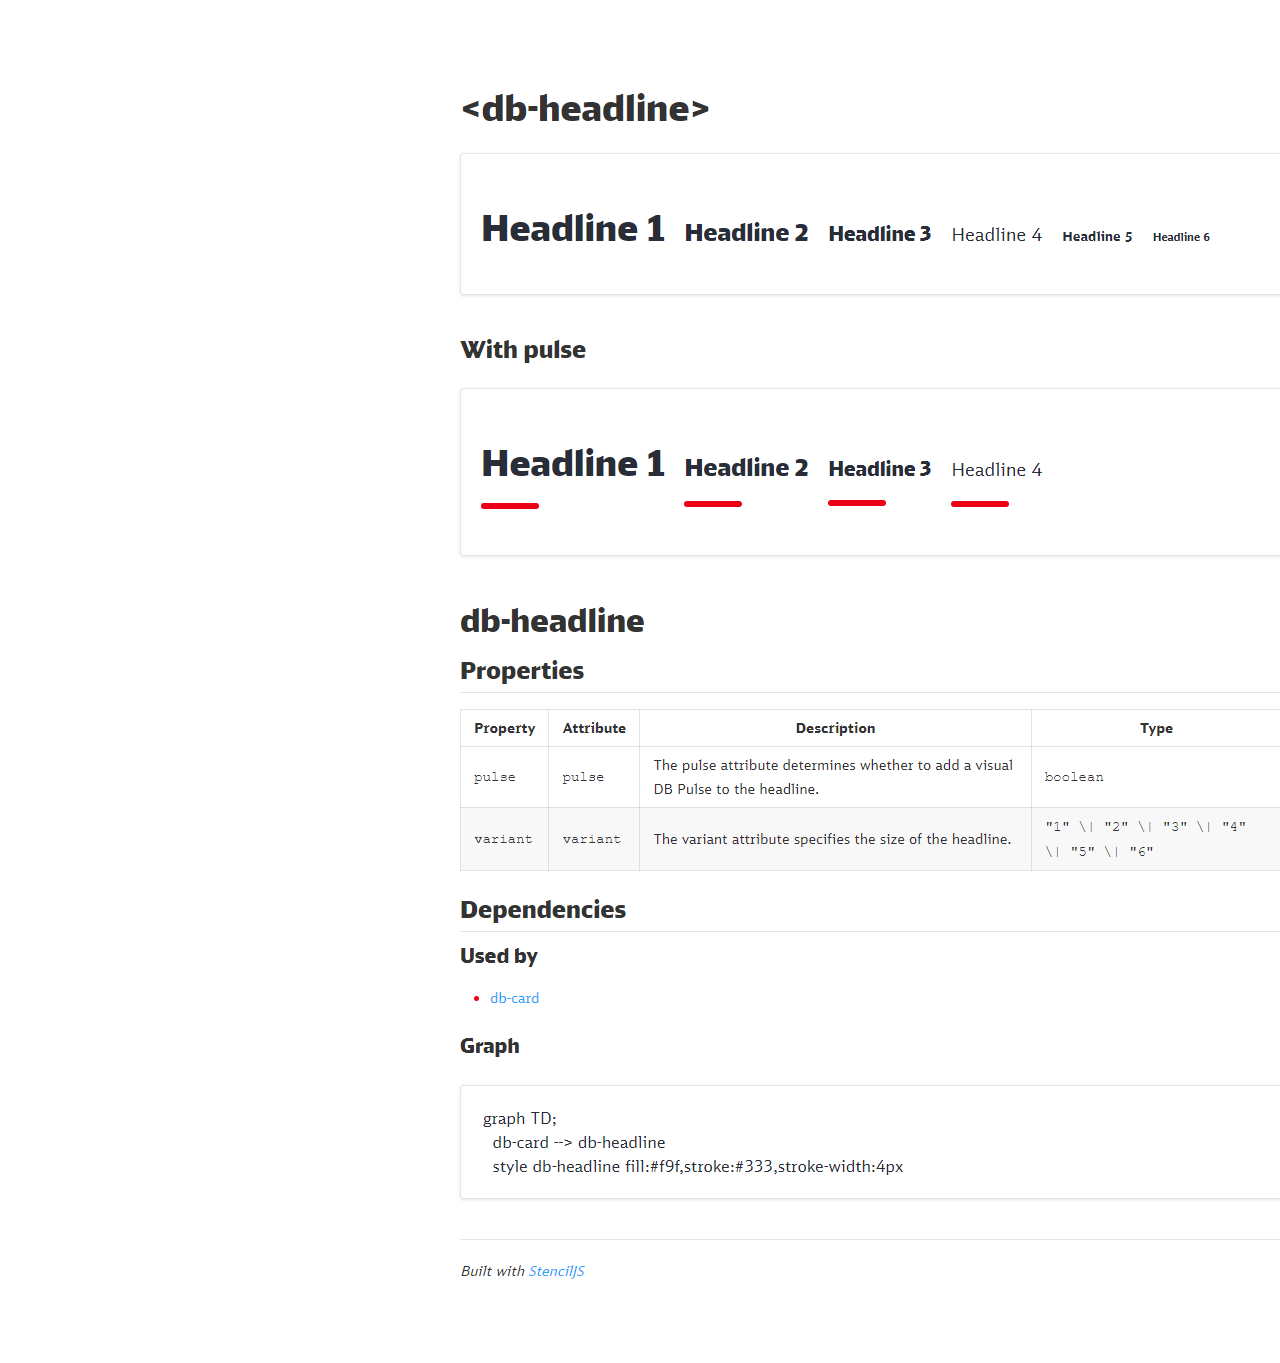 <db-headline>
Headline 1 Headline 2 Headline 3 Headline 4 Headline 5 Headline 6
With pulse
Headline 1 Headline 2 Headline 3 Headline 4
db-headline
Properties
Property Attribute Description Type
pulse pulse The pulse attribute determines whether to add a visual DB Pulse to the headline. boolean
variant variant The variant attribute specifies the size of the headline. "1" \| "2" \| "3" \| "4" \| "5" \| "6"
Dependencies
Used by
• db-card
Graph
graph TD;
  db-card --> db-headline
  style db-headline fill:#f9f,stroke:#333,stroke-width:4px
Built with StencilJS